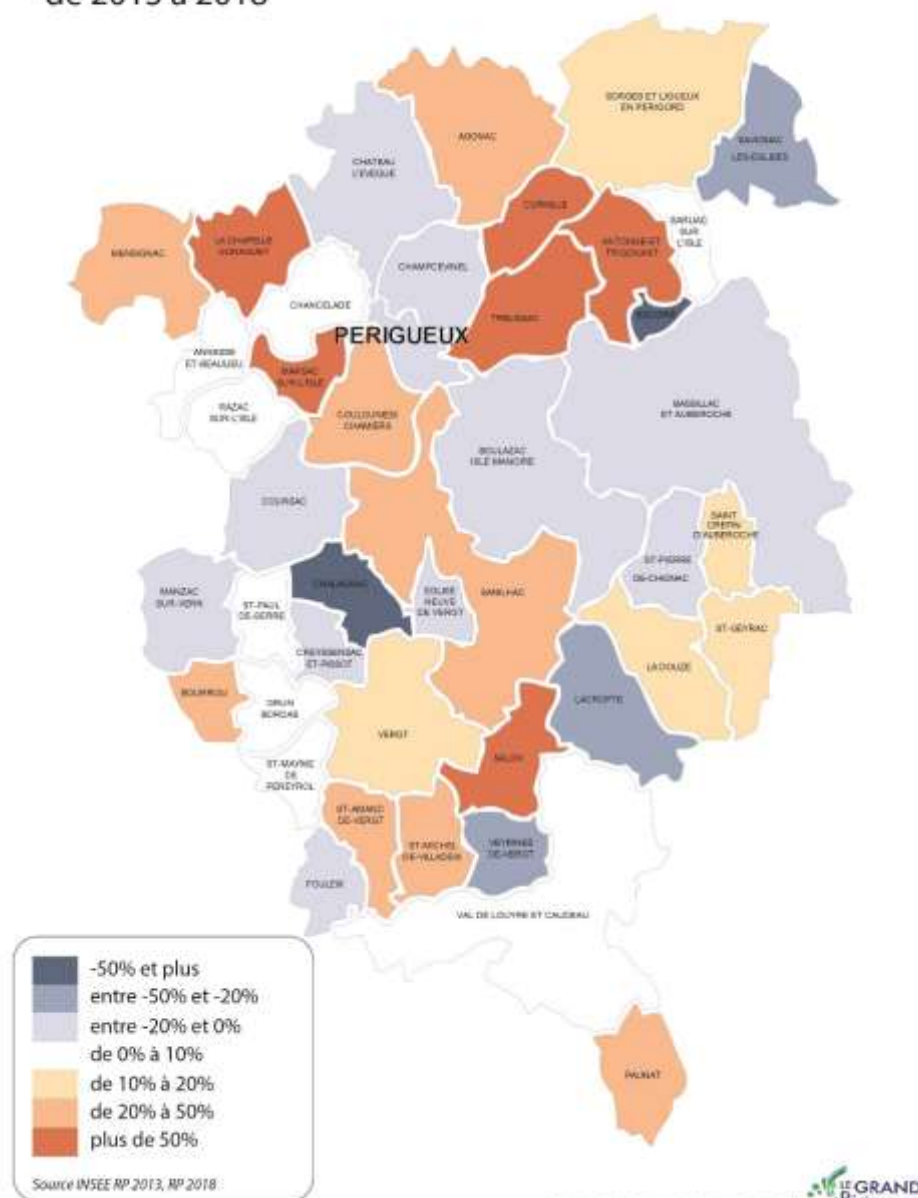 de 2013 à 2018
SORGES ET LIGUEUX
EN PERIGORD
AGONAC
LES-EGLISES
CHATEAU
L'EVEQUE
CORNILLE
SARLIAC
SUR
L'ISLE
LA CHAPELLE
ANTONNE-ET
TRIGONANT
MENSIGNAC
CHAMPCEVINEL
CHANCELADE
TRELISSAC
ESCOIRE
PERIGUEUX
ANNESSE
ET-BEAULIEU
MARSAC
SUR-L'ISLE
RAZAC
SUR-L'ISLE
COULOUNIEIX
CHAMIERS
BASSILLAC
ET AUBEROCHE
BOULAZAC
ISLE MANOIRE
COURSAC
SAINT
CREPIN
D'AUBEROCHE
ST-PIERRE
DE-CHIGNAC
MANZAC
SUR-VERN
ST-PAUL
DE-SERRE
CHALAGNAC
EGLISE
NEUVE
DE VERGT
SANILHAC
CREYSSENSAC
ET-PISSOT
ST-GEYRAC
LA DOUZE
LACROPTE
BOURROU
GRUN
BORDAS
VERGT
SALON
ST-MAYME
DE
PEREYROL
ST-AMAND
DE-VERGT
ST-MICHEL
DE-VILLADEIX
VEYRINES
DE-VERGT
FOULEIX
VAL DE LOUYRE ET CAUDEAU
PAUNAT
-50% et plus
entre -50% et -20%
entre -20% et 0%
de 0% à 10%
de 10% à 20%
de 20% à 50%
plus de 50%
Source INSEE RP 2013, RP 2018
LE GRAND